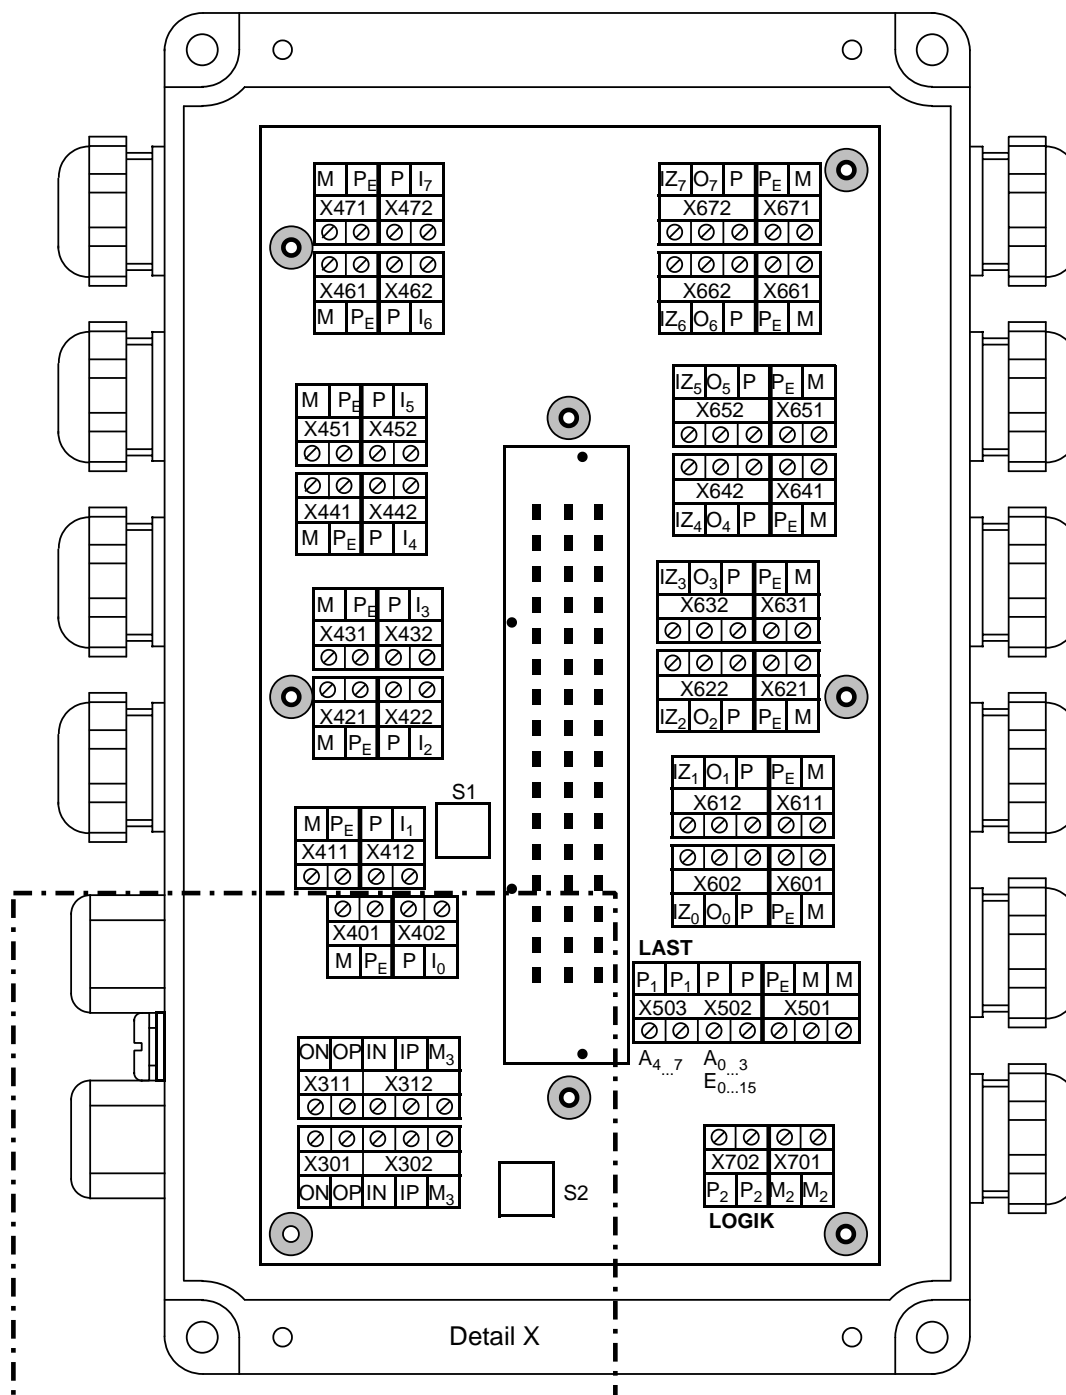 M P_E P I_7
X471 X472
X461 X462
M P_E P I_6
IZ_7 O_7 P P_E M
X672 X671
X662 X661
IZ_6 O_6 P P_E M
M P_E P I_5
X451 X452
X441 X442
M P_E P I_4
IZ_5 O_5 P P_E M
X652 X651
X642 X641
IZ_4 O_4 P P_E M
M P_E P I_3
X431 X432
X421 X422
M P_E P I_2
IZ_3 O_3 P P_E M
X632 X631
X622 X621
IZ_2 O_2 P P_E M
S1
M P_E P I_1
X411 X412
X401 X402
M P_E P I_0
IZ_1 O_1 P P_E M
X612 X611
X602 X601
IZ_0 O_0 P P_E M
LAST
P_1 P_1 P P P_E M M
X503 X502 X501
A_4...7 A_0...3
E_0...15
ON OP IN IP M_3
X311 X312
X301 X302
ON OP IN IP M_3
S2
X702 X701
P_2 P_2 M_2 M_2
LOGIK
Detail X